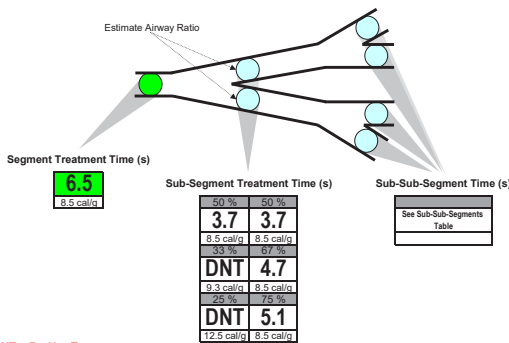 Estimate Airway Ratio
Segment Treatment Time (s)
6.5
8.5 cal/g
Sub-Segment Treatment Time (s)
50 % 50 %
3.7 3.7
8.5 cal/g 8.5 cal/g
33 % 67 %
DNT 4.7
9.3 cal/g 8.5 cal/g
25 % 75 %
DNT 5.1
12.5 cal/g 8.5 cal/g
Sub-Sub-Segment Time (s)
See Sub-Sub-Segments
Table